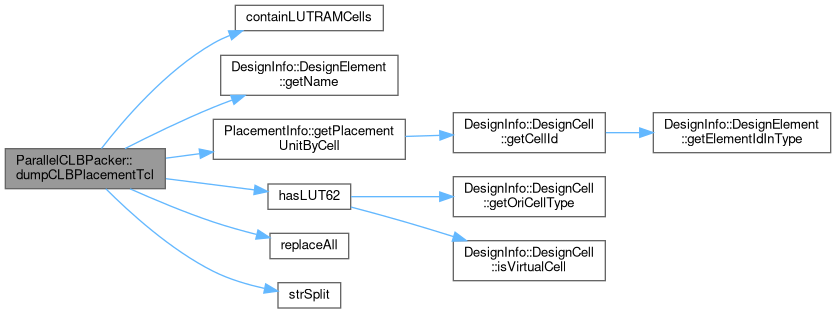 containLUTRAMCells
DesignInfo::DesignElement
::getName
PlacementInfo::getPlacement
UnitByCell
DesignInfo::DesignCell
::getCellId
DesignInfo::DesignElement
::getElementIdInType
ParallelCLBPacker::
dumpCLBPlacementTcl
hasLUT62
DesignInfo::DesignCell
::getOriCellType
replaceAll
DesignInfo::DesignCell
::isVirtualCell
strSplit